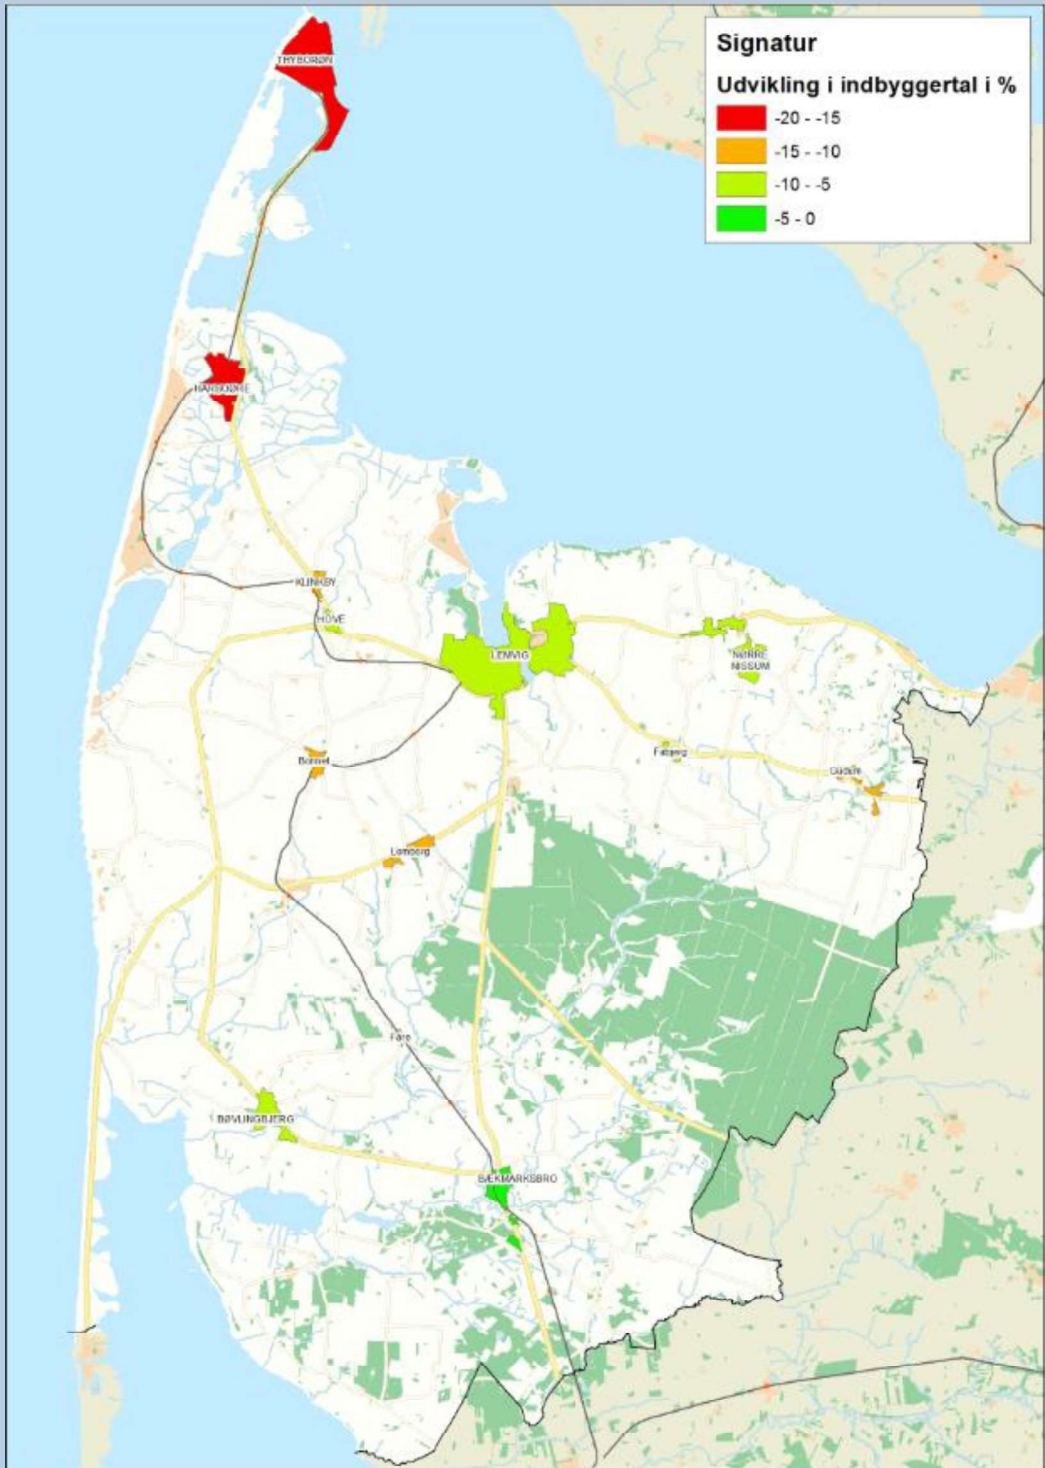 Signatur
Udvikling i indbyggertal i %
-20 - -15
-15 - -10
-10 - -5
-5 - 0
THYBORØN
HARBOØRE
KLINKBY
HOVE
LEMVIG
NØRRE
NISSUM
Fabjerg
Gudum
Bonnet
Lomborg
Fare
BØVLINGBJERG
BÆKMARKSBRO